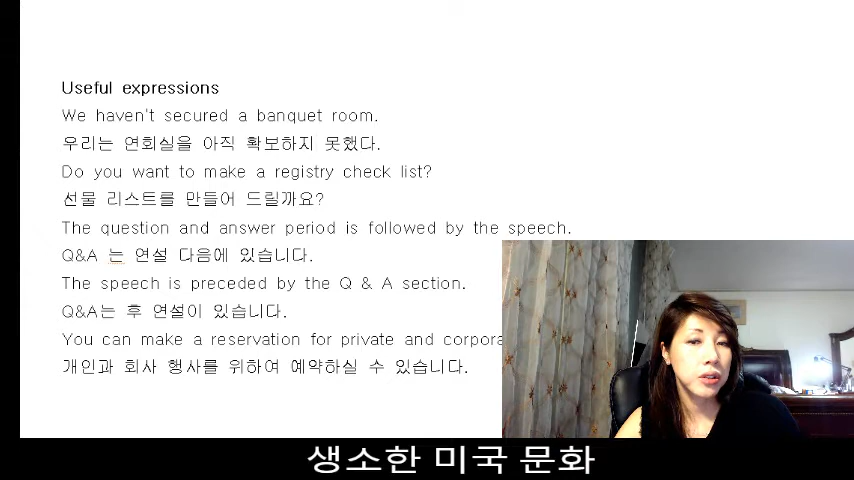 Useful expressions
We haven't secured a banquet room.
우리는 연회실을 아직 확보하지 못했다.
Do you want to make a registry check list?
선물 리스트를 만들어 드릴까요?
The question and answer period is followed by the speech.
Q&A 는 연설 다음에 있습니다.
The speech is preceded by the Q & A section.
Q&A는 후 연설이 있습니다.
You can make a reservation for private and
개인과 회사 행사를 위하여 예약하실 수 있습니다.
생소한 미국 문화